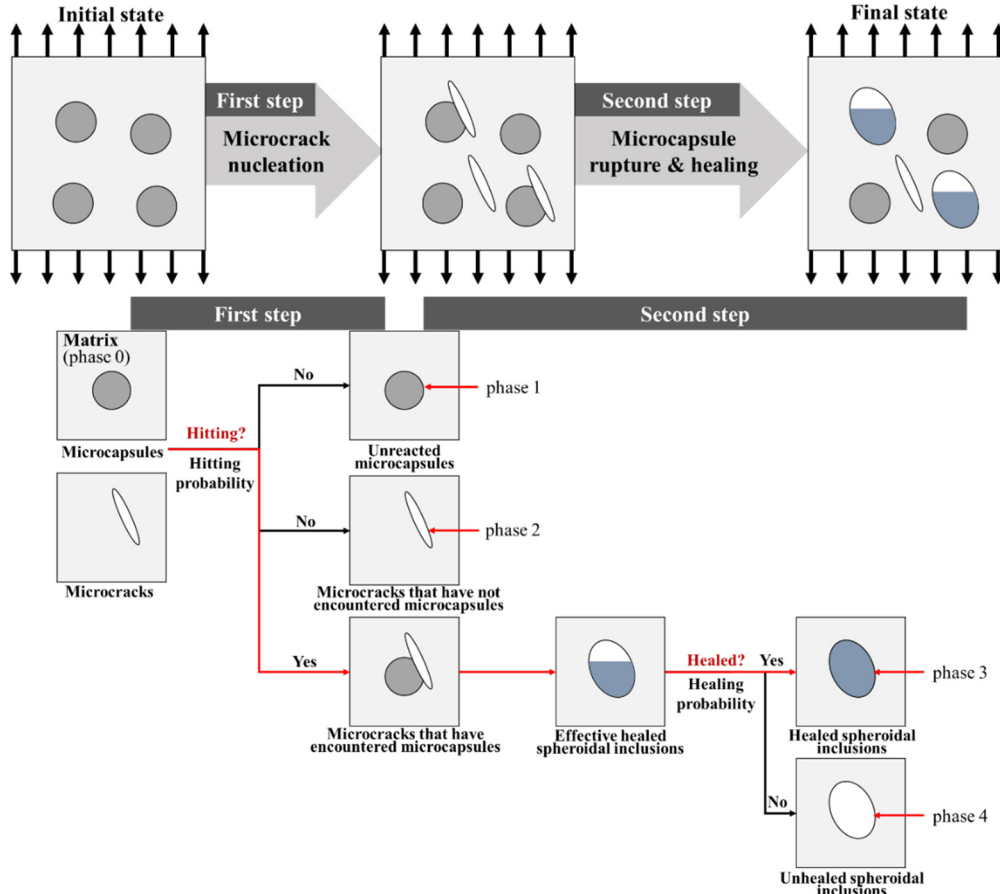 Initial state
Final state
First step
Second step
Microcrack
nucleation
Microcapsule
rupture & healing
First step
Second step
Matrix
(phase 0)
Microcapsules
Hitting?
Hitting
probability
No
phase 1
Unreacted
microcapsules
Microcracks
No
phase 2
Microcracks that have not
encountered microcapsules
Yes
Microcracks that have
encountered microcapsules
Effective healed
spheroidal inclusions
Healed?
Yes
Healing
probability
phase 3
Healed spheroidal
inclusions
No
phase 4
Unhealed spheroidal
inclusions